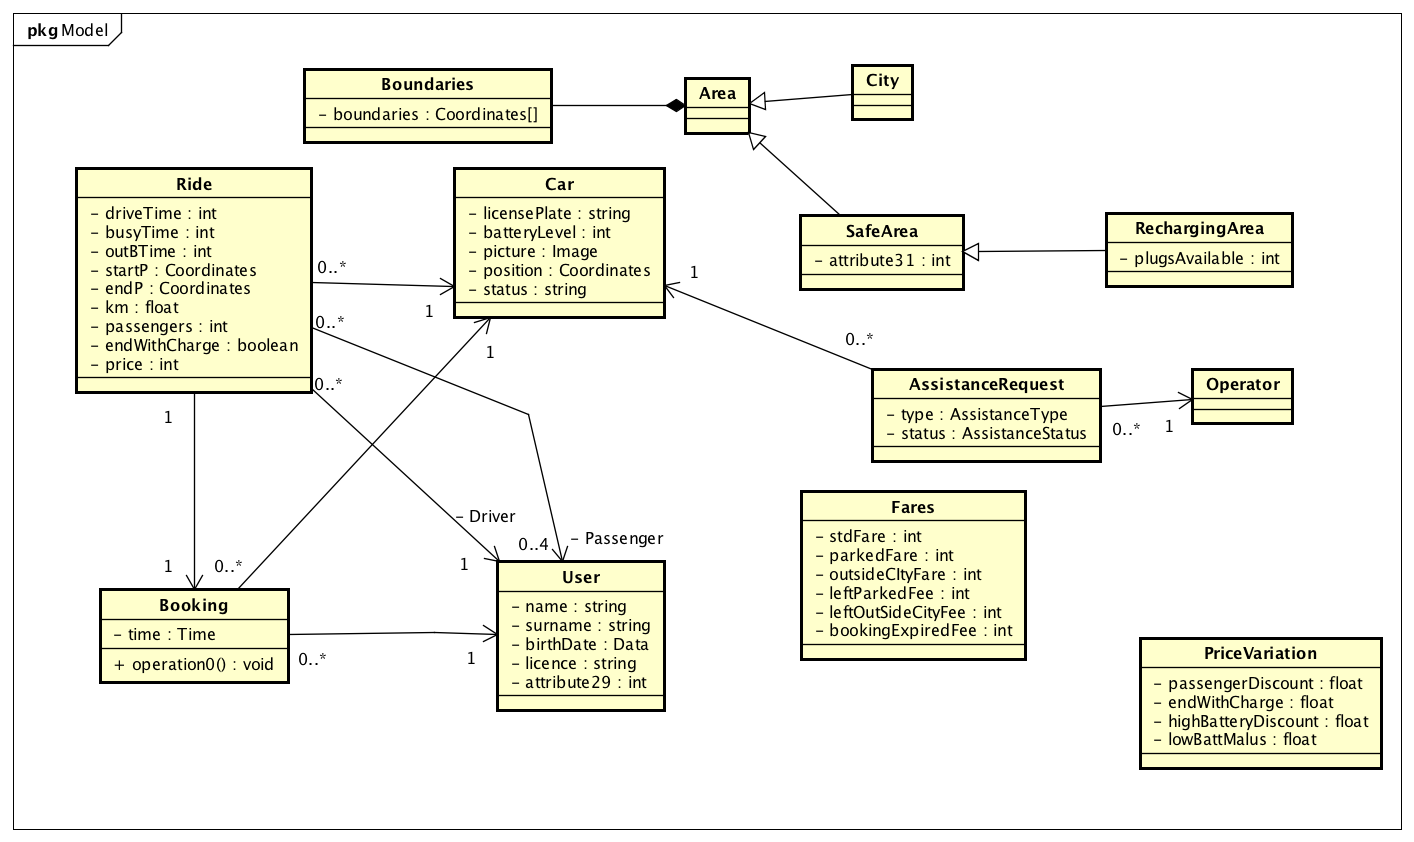 pkg Model
Boundaries
- boundaries : Coordinates[]
Area
City
Ride
- driveTime : int
- busyTime : int
- outBTime : int
- startP : Coordinates
- endP : Coordinates
- km : float
- passengers : int
- endWithCharge : boolean
- price : int
Car
- licensePlate : string
- batteryLevel : int
- picture : Image
- position : Coordinates
- status : string
SafeArea
- attribute31 : int
RechargingArea
- plugsAvailable : int
0..*
1
0..*
1
0..*
1
0..*
1
AssistanceRequest
- type : AssistanceType
- status : AssistanceStatus
Operator
0..*
1
1
0..*
- Driver
1
0..4
- Passenger
1
0..*
Booking
- time : Time
+ operation0() : void
0..*
1
User
- name : string
- surname : string
- birthDate : Data
- licence : string
- attribute29 : int
Fares
- stdFare : int
- parkedFare : int
- outsideCItyFare : int
- leftParkedFee : int
- leftOutSideCityFee : int
- bookingExpiredFee : int
PriceVariation
- passengerDiscount : float
- endWithCharge : float
- highBatteryDiscount : float
- lowBattMalus : float